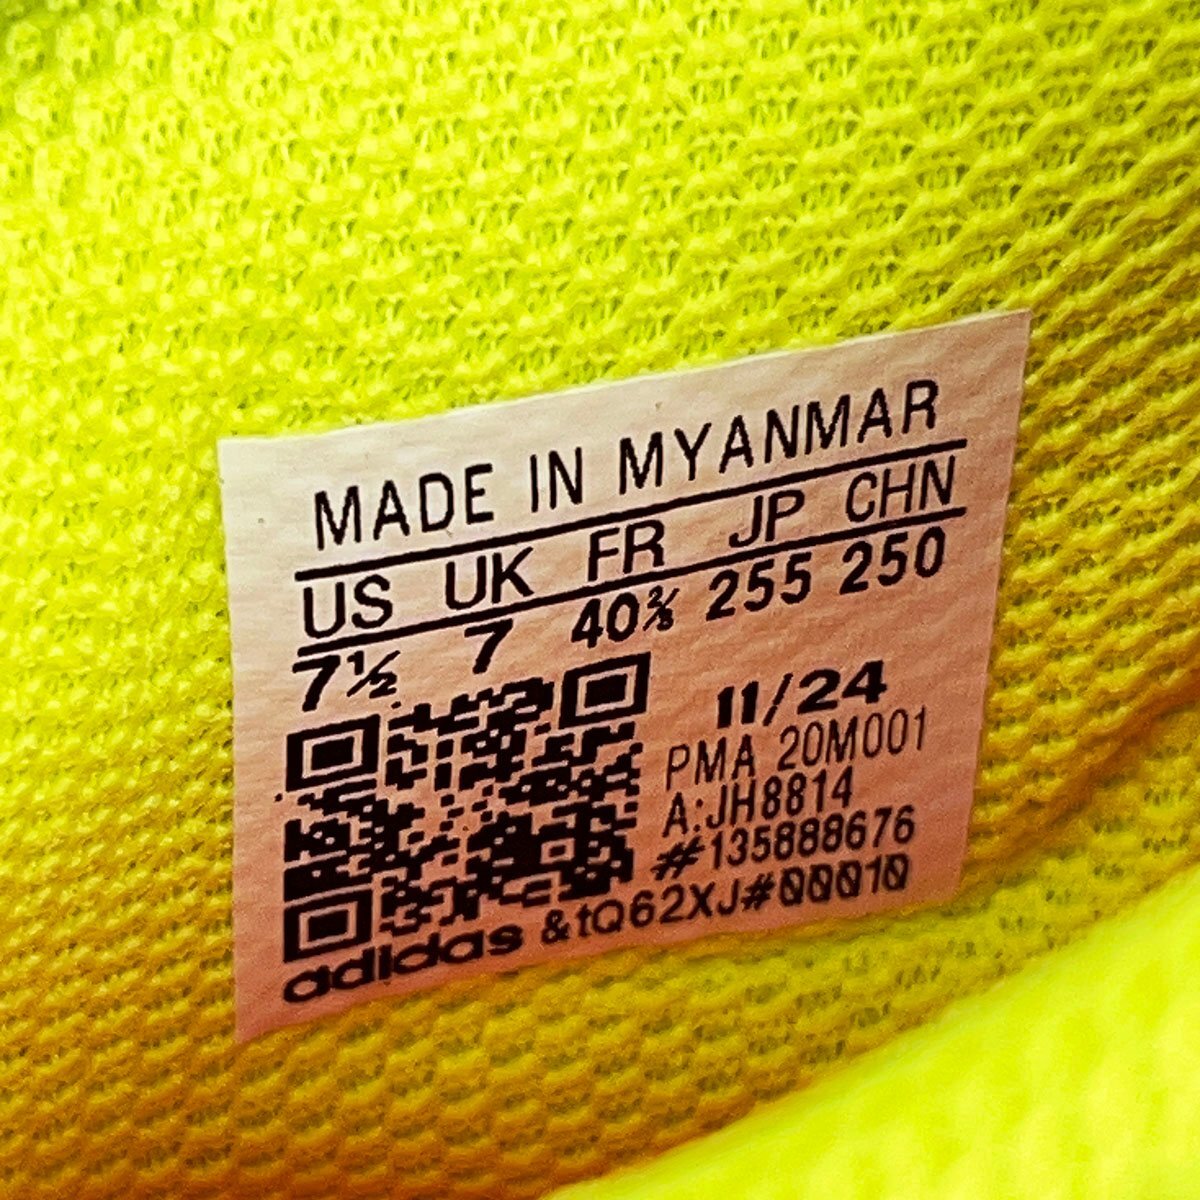 MADE IN MYANMAR
US UK FR JP CHN
7½ 7 40⅔ 255 250
11/24
PMA 20M001
A:JH8814
#135888676
adidas &tQ62XJ#00010